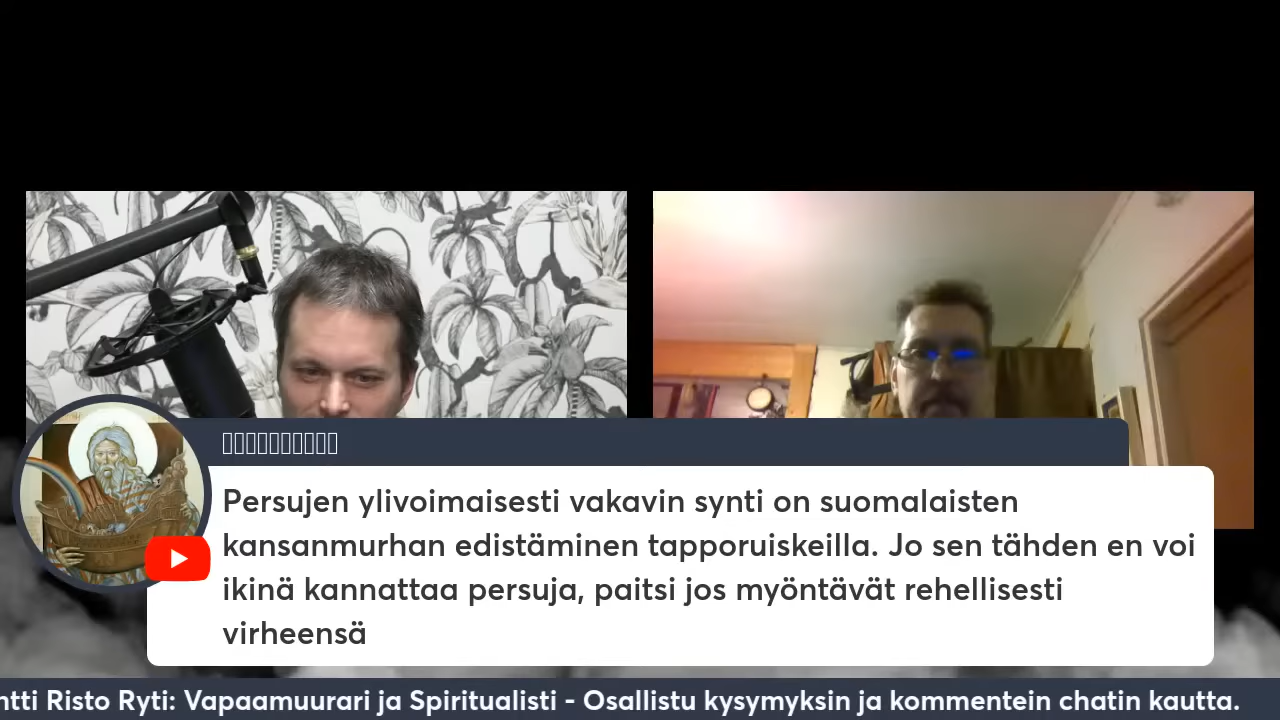 Persujen ylivoimaisesti vakavin synti on suomalaisten
kansanmurhan edistäminen tapporuiskeilla. Jo sen tähden en voi
ikinä kannattaa persuja, paitsi jos myöntävät rehellisesti
virheensä
ntti Risto Ryti: Vapaamuurari ja Spiritualisti - Osallistu kysymyksin ja kommentein chatin kautta.